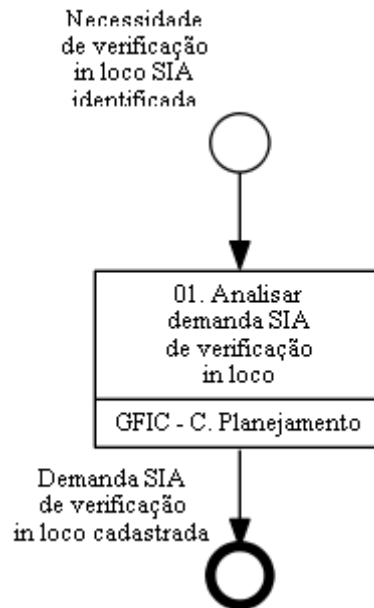 Necessidade
de verificação
in loco SIA
identificada
01. Analisar
demanda SIA
de verificação
in loco
GFIC - C. Planejamento
Demanda SIA
de verificação
in loco cadastrada